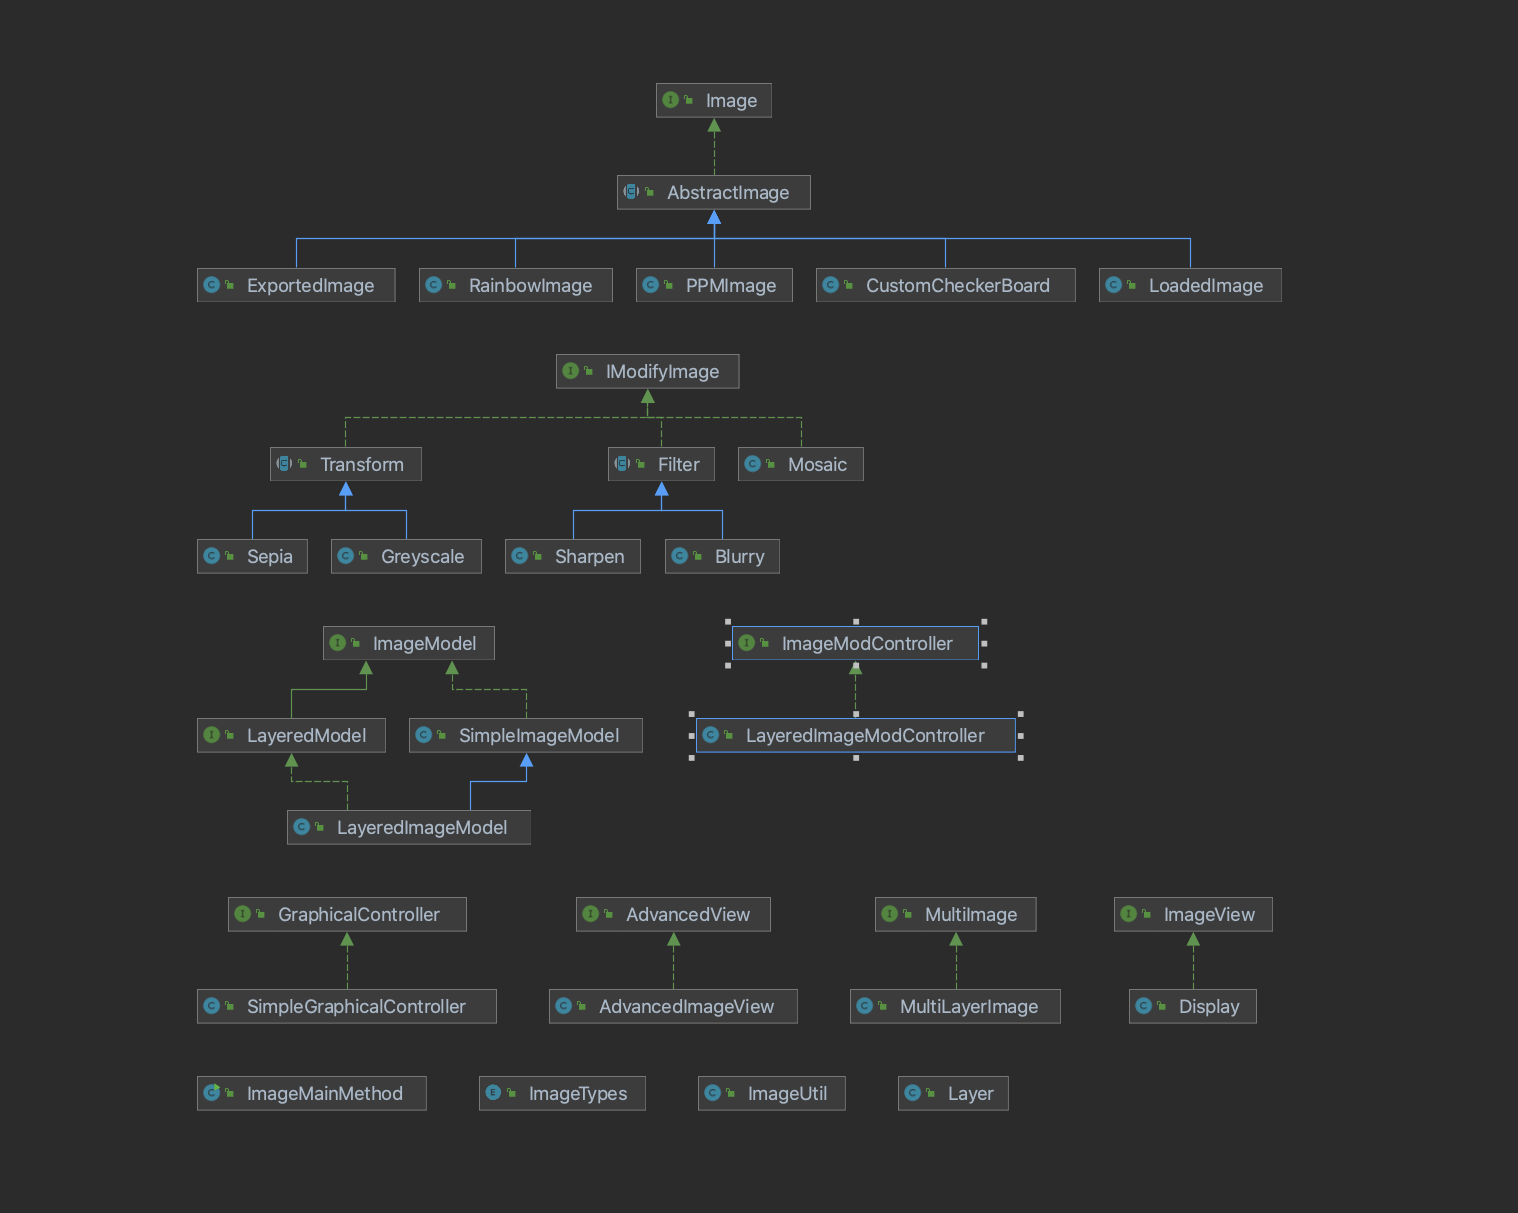 Image
AbstractImage
ExportedImage
RainbowImage
PPMImage
CustomCheckerBoard
LoadedImage
IModifyImage
Transform
Filter
Mosaic
Sepia
Greyscale
Sharpen
Blurry
ImageModel
ImageModController
LayeredModel
SimpleImageModel
LayeredImageModController
LayeredImageModel
GraphicalController
AdvancedView
MultiImage
ImageView
SimpleGraphicalController
AdvancedImageView
MultiLayerImage
Display
ImageMainMethod
ImageTypes
ImageUtil
Layer